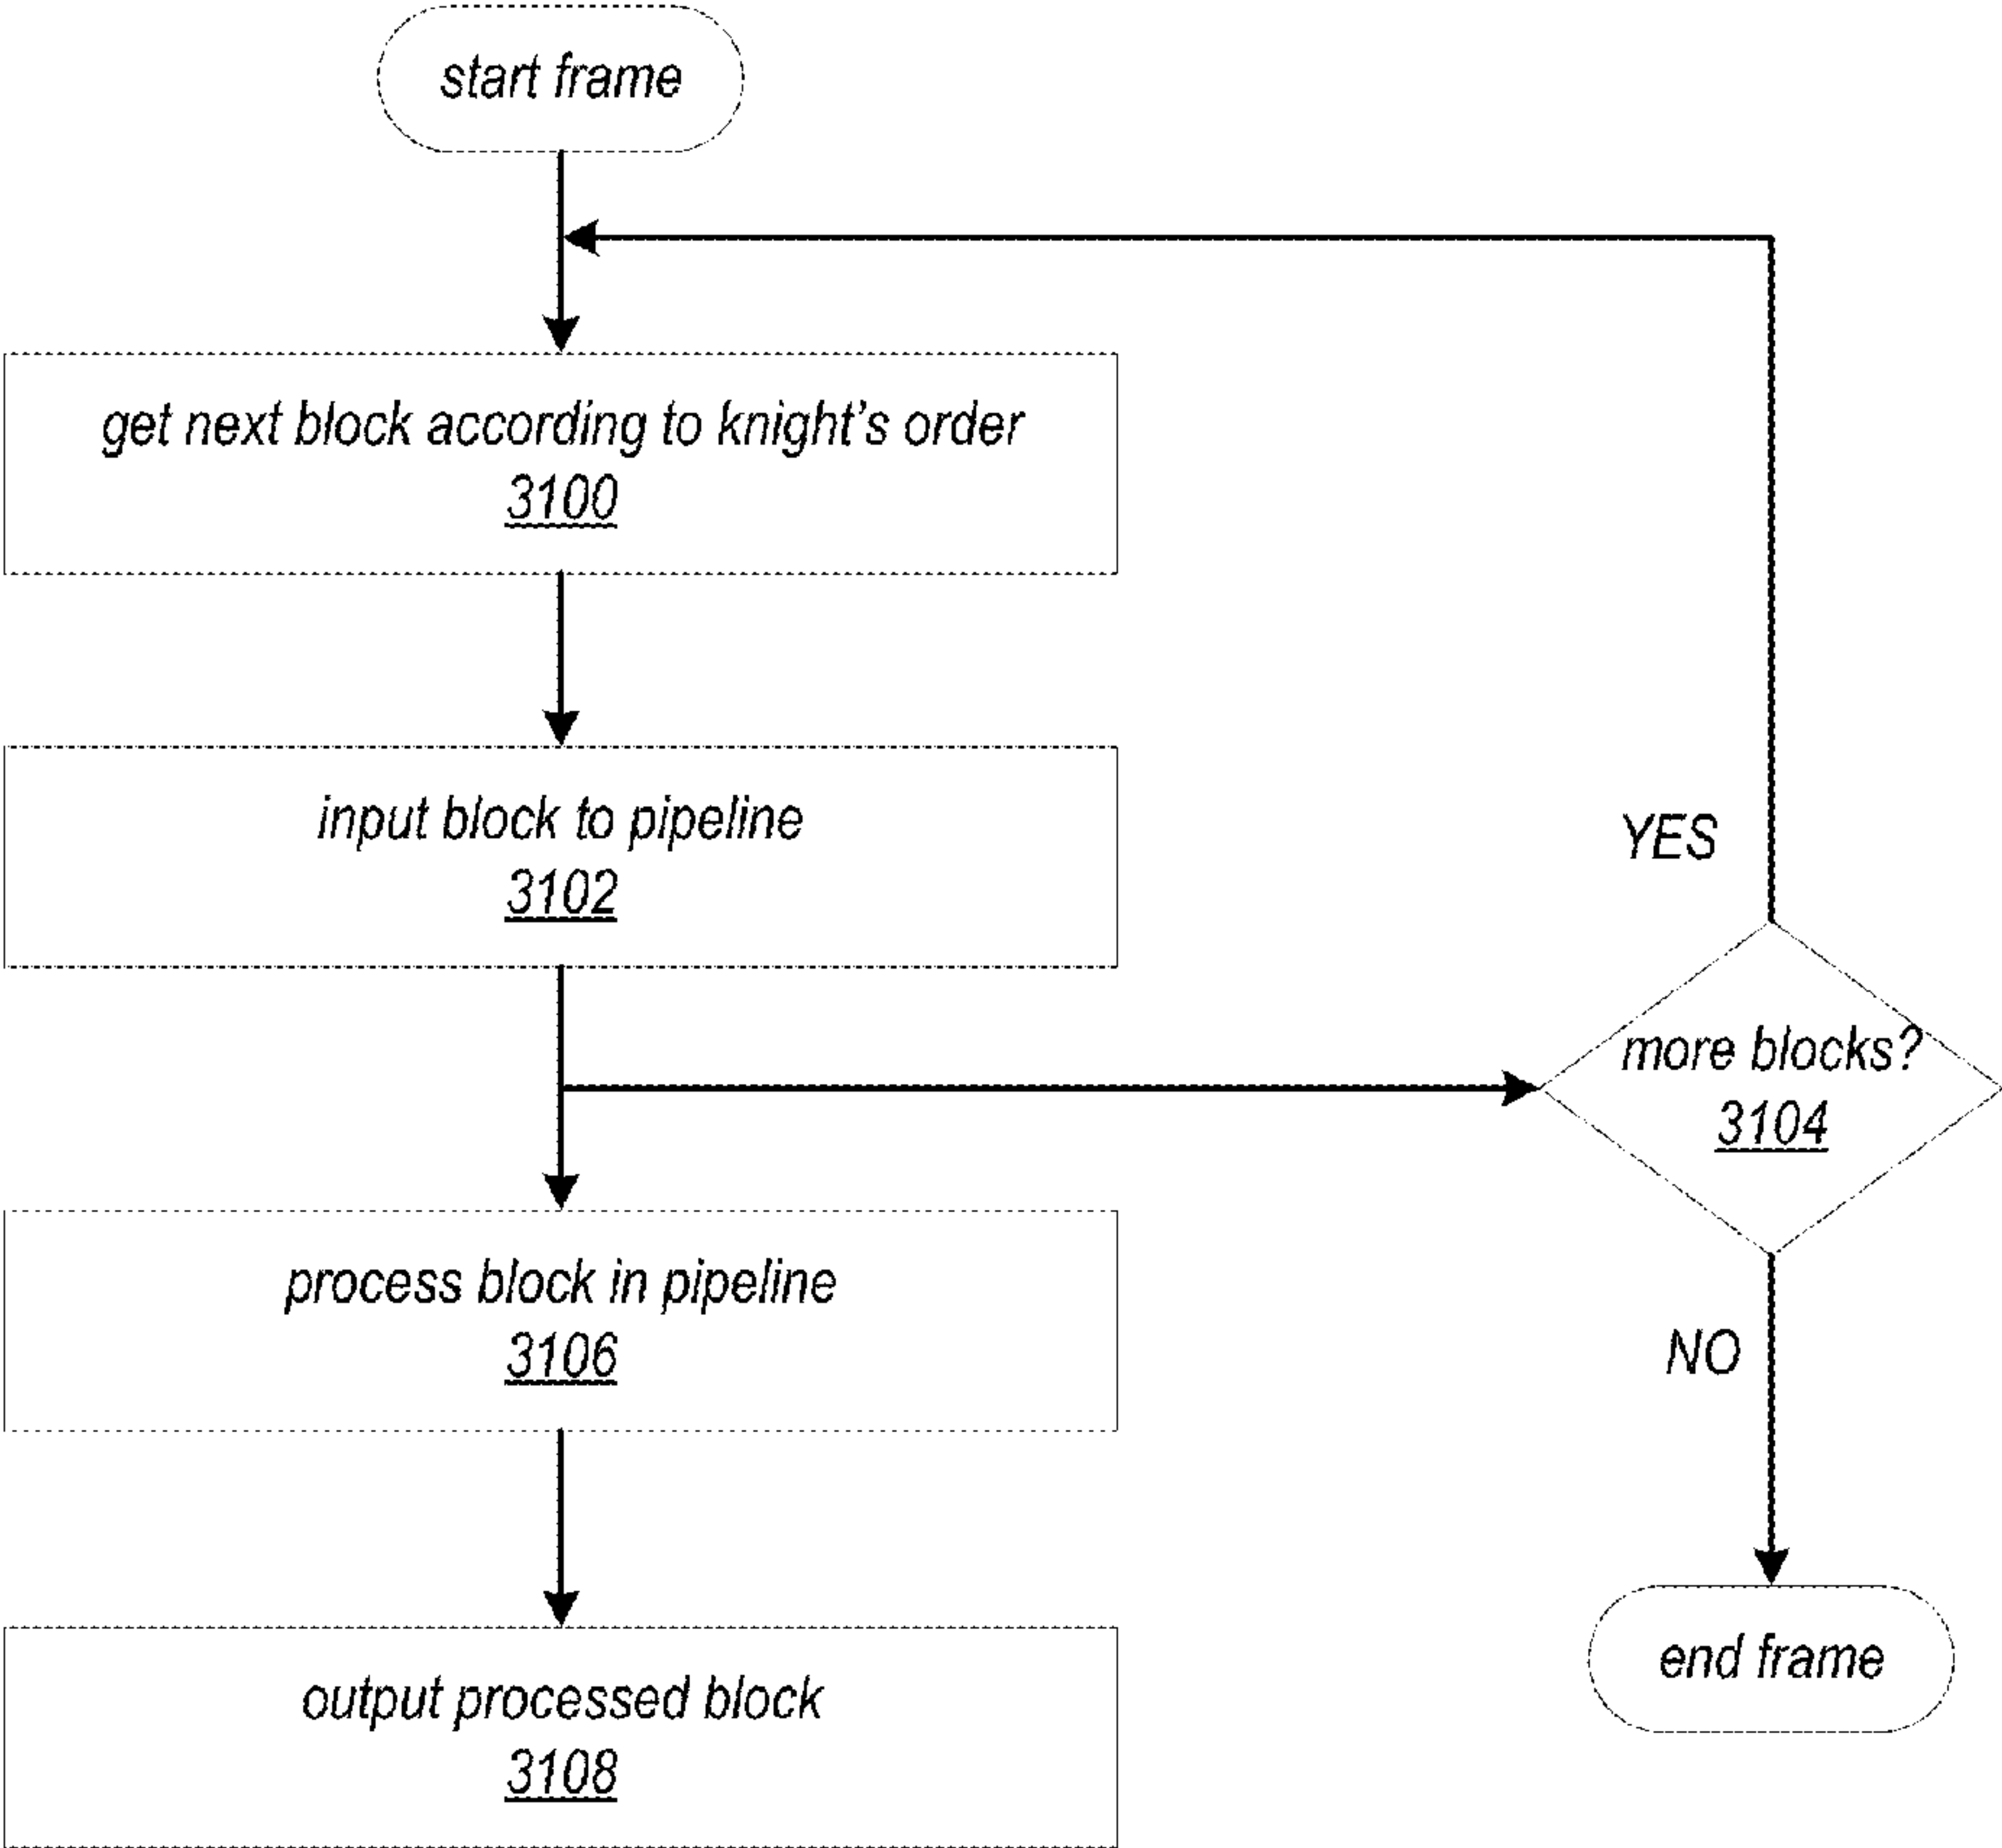 start frame
get next block according to knight's order
3100
input block to pipeline
3102
YES
more blocks?
3104
process block in pipeline
3106
NO
output processed block
3108
end frame